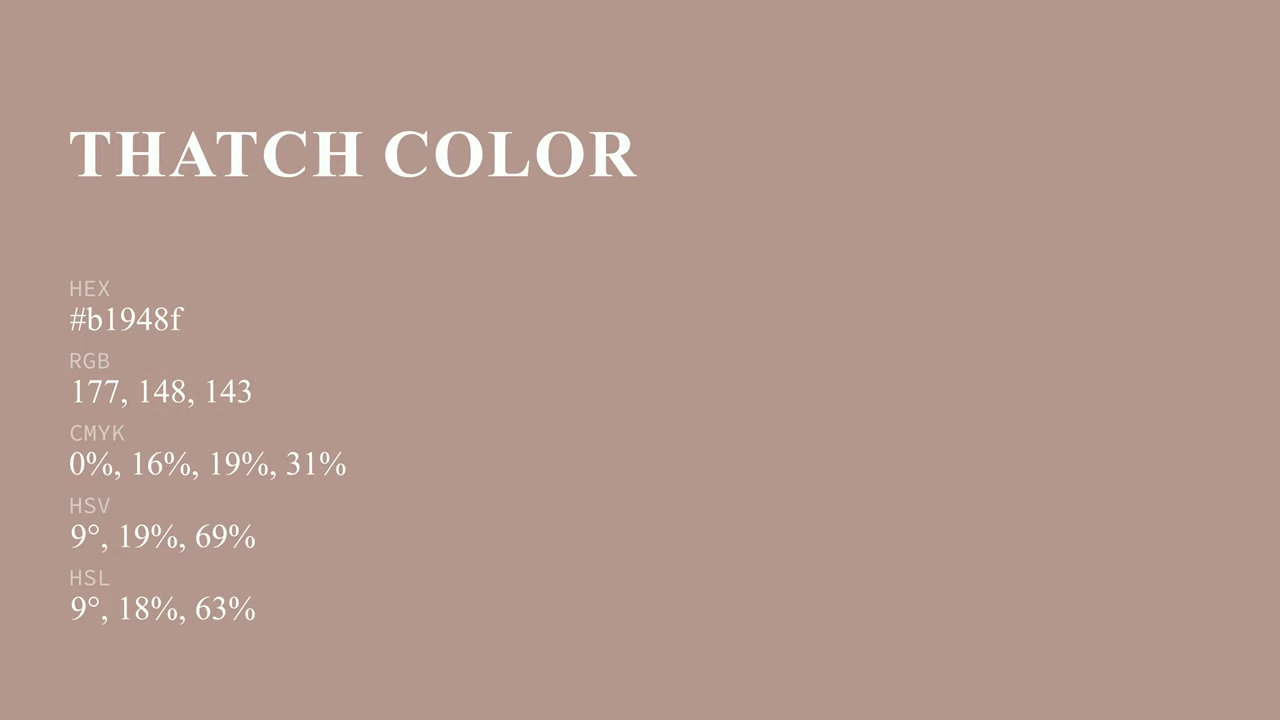 THATCH COLOR
HEX
#b1948f
RGB
177, 148, 143
CMYK
0%, 16%, 19%, 31%
HSV
9°, 19%, 69%
HSL
9°, 18%, 63%